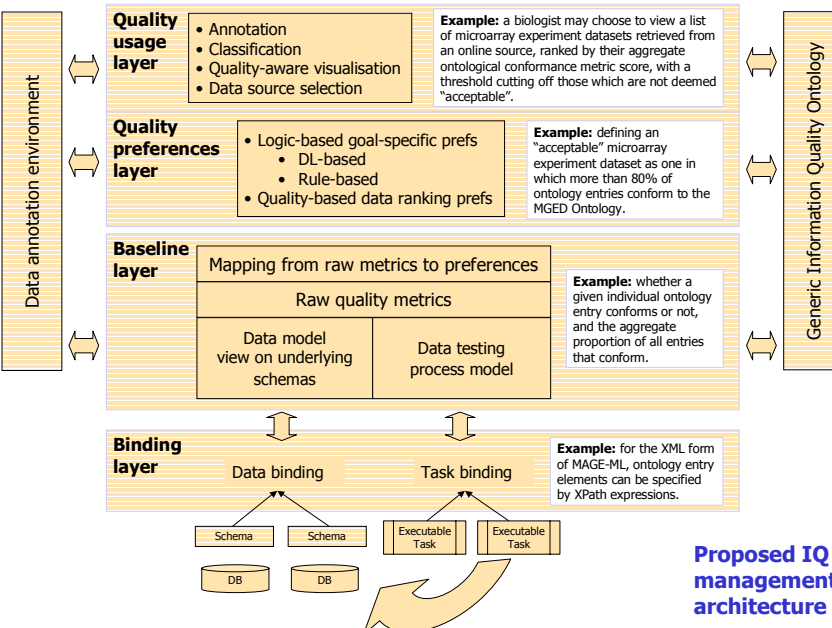 Data annotation environment
Quality
usage
layer
• Annotation
• Classification
• Quality-aware visualisation
• Data source selection
Example: a biologist may choose to view a list
of microarray experiment datasets retrieved from
an online source, ranked by their aggregate
ontological conformance metric score, with a
threshold cutting off those which are not deemed
“acceptable”.
Generic Information Quality Ontology
Quality
preferences
layer
• Logic-based goal-specific prefs
• DL-based
• Rule-based
• Quality-based data ranking prefs
Example: defining an
“acceptable” microarray
experiment dataset as one in
which more than 80% of
ontology entries conform to the
MGED Ontology.
Baseline
layer
Mapping from raw metrics to preferences
Raw quality metrics
Data model
view on underlying
schemas
Data testing
process model
Example: whether a
given individual ontology
entry conforms or not,
and the aggregate
proportion of all entries
that conform.
Binding
layer
Data binding
Task binding
Example: for the XML form
of MAGE-ML, ontology entry
elements can be specified
by XPath expressions.
Schema
Schema
Executable
Task
Executable
Task
DB
DB
Proposed IQ
management
architecture